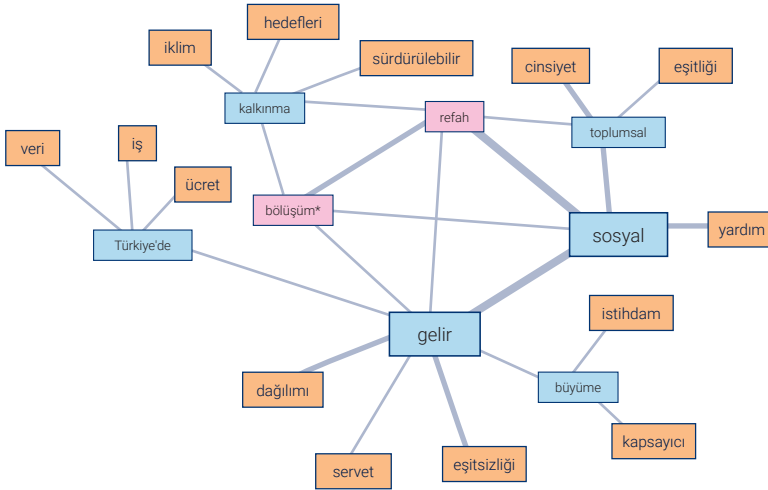 hedefleri
iklim
sürdürülebilir
cinsiyet
eşitliği
kalkınma
refah
toplumsal
veri
iş
ücret
bölüşüm*
Türkiye'de
sosyal
yardım
gelir
istihdam
dağılımı
büyüme
kapsayıcı
servet
eşitsizliği